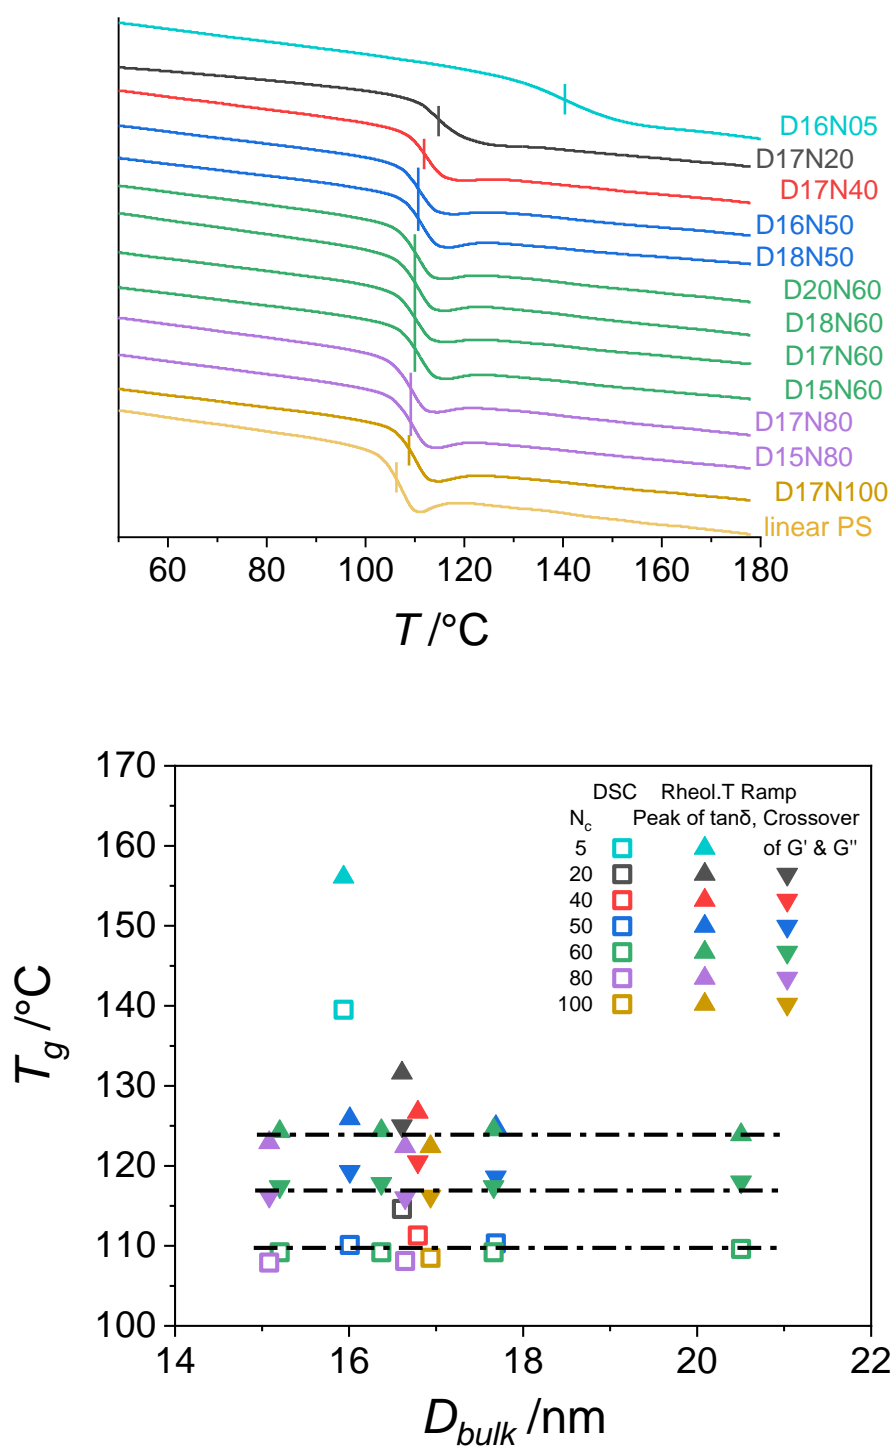 D16N05
D17N20
D17N40
D16N50
D18N50
D20N60
D18N60
D17N60
D15N60
D17N80
D15N80
D17N100
linear PS
60 80 100 120 140 160 180
T /°C
170
160
150
140
130
120
110
100
T_g /°C
DSC Rheol.T Ramp
N_c Peak of tanδ, Crossover
5 of G' & G''
20
40
50
60
80
100
14 16 18 20 22
D_bulk /nm